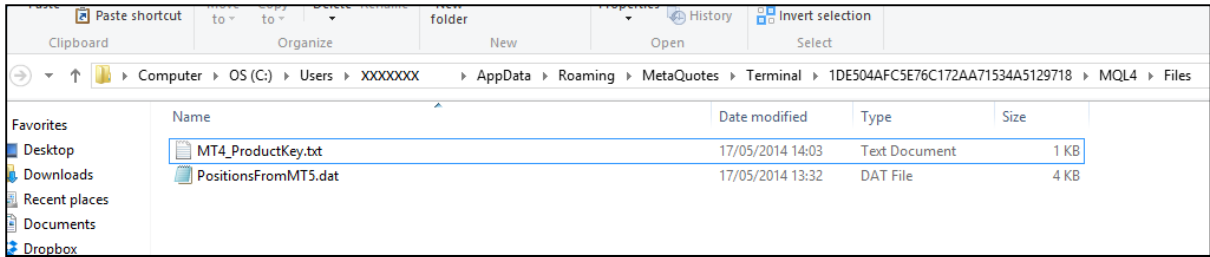 Paste shortcut to to folder History Invert selection
Clipboard Organize New Open Select
Computer OS (C:) Users XXXXXXX AppData Roaming MetaQuotes Terminal 1DE504AFC5E76C172AA71534A5129718 MQL4 Files
Favorites Name Date modified Type Size
Desktop MT4_ProductKey.txt 17/05/2014 14:03 Text Document 1 KB
Downloads PositionsFromMT5.dat 17/05/2014 13:32 DAT File 4 KB
Recent places
Documents
Dropbox